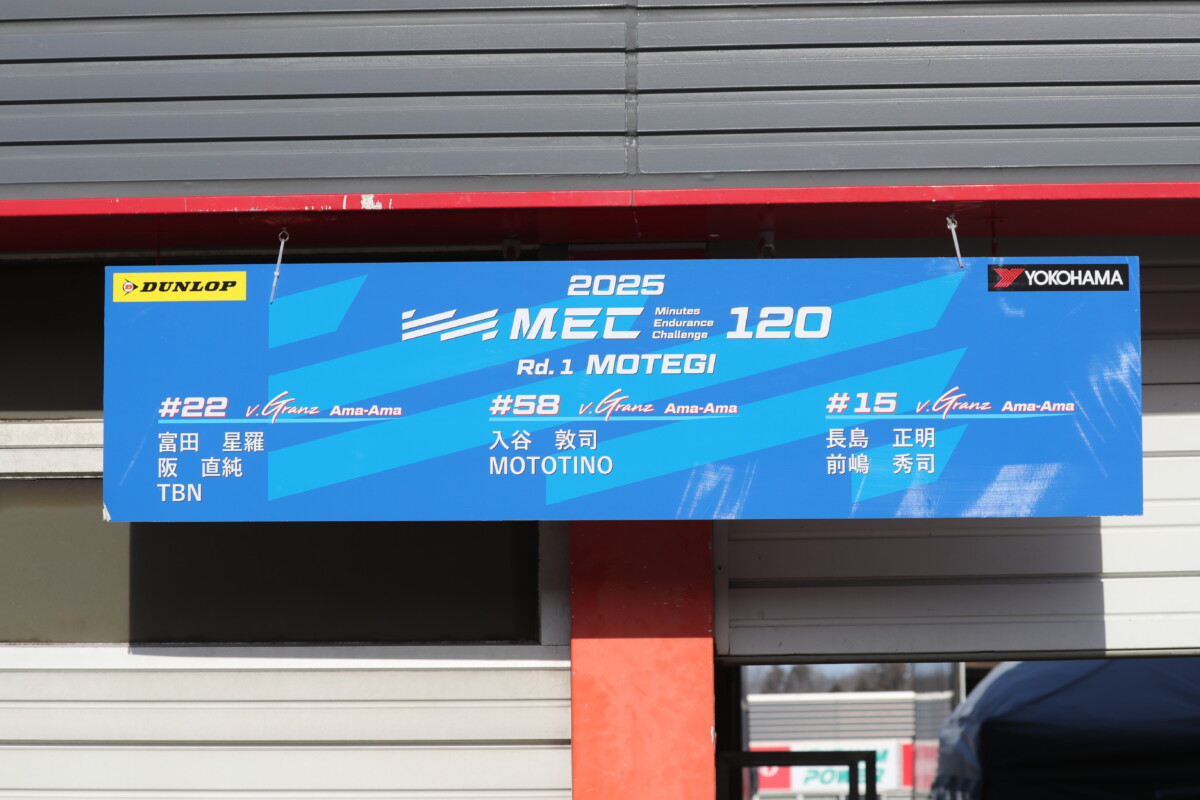 DUNLOP
2025
YOKOHAMA
MEC Minutes Endurance Challenge 120
Rd. 1 MOTEGI
#22 v.Granz Ama-Ama
富田 星羅
阪 直純
TBN
#58 v.Granz Ama-Ama
入谷 敦司
MOTOTINO
#15 v.Granz Ama-Ama
長島 正明
前嶋 秀司
POWER